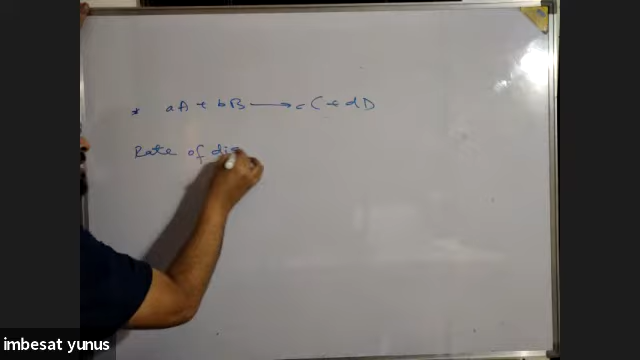 * aA + bB → cC + dD
Rate of dis
imbesat yunus